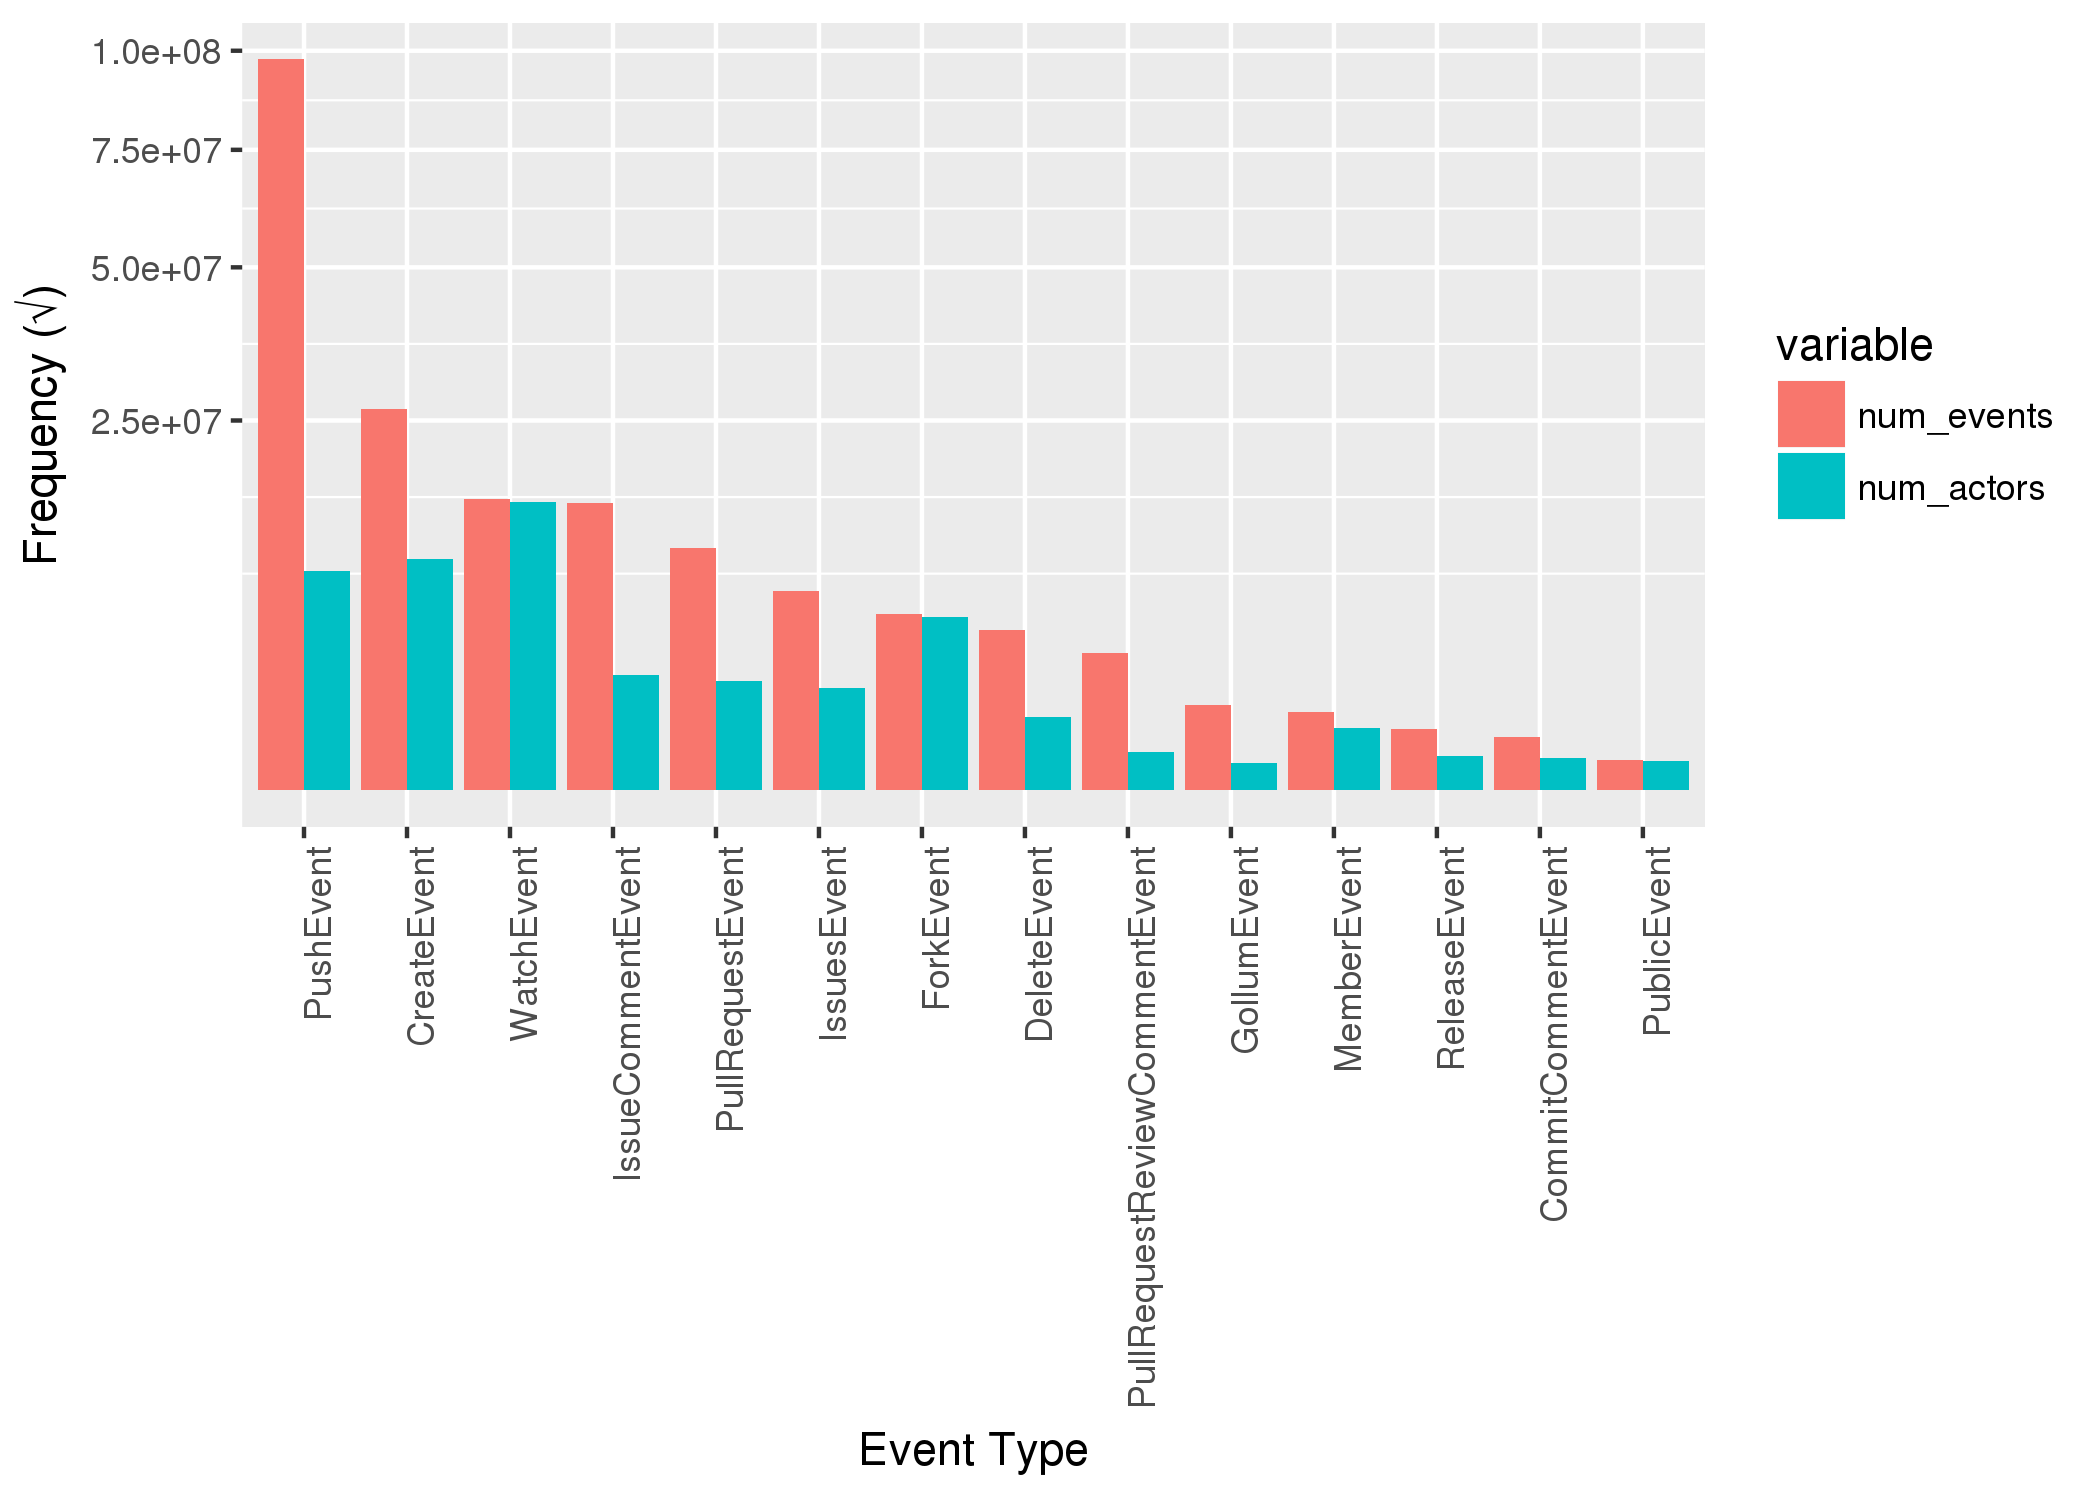 Frequency (√)
1.0e+08
7.5e+07
5.0e+07
2.5e+07
PushEvent
CreateEvent
WatchEvent
IssueCommentEvent
PullRequestEvent
IssuesEvent
ForkEvent
DeleteEvent
PullRequestReviewCommentEvent
GollumEvent
MemberEvent
ReleaseEvent
CommitCommentEvent
PublicEvent
Event Type
variable
num_events
num_actors